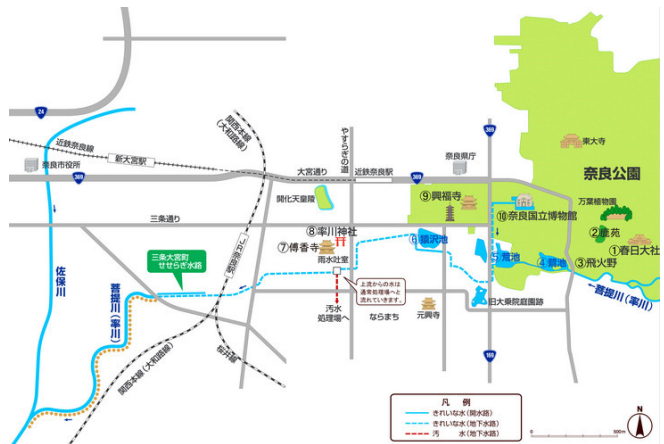 24
近鉄奈良線
奈良市役所
新大宮駅
369
関西本線
(大和路線)
大宮通り
やすらぎの道
近鉄奈良駅
奈良県庁
369
東大寺
奈良公園
万葉植物園
②鹿苑
①春日大社
③飛火野
⑨興福寺
⑩奈良国立博物館
開化天皇陵
三条通り
⑧率川神社
⑦傳香寺
雨水吐室
⑥猿沢池
⑤荒池
④鷺池
←菩提川(率川)
JR奈良駅
三条大宮町
せせらぎ水路
佐保川
菩提川(率川)
上流からの水は
通常処理場へと
流れていきます。
汚水
処理場へ
ならまち
元興寺
旧大乗院庭園跡
関西本線(大和路線)
桜井線
169
凡 例
きれいな水(開水路)
きれいな水(地下水路)
汚 水(地下水路)
N
0
500m